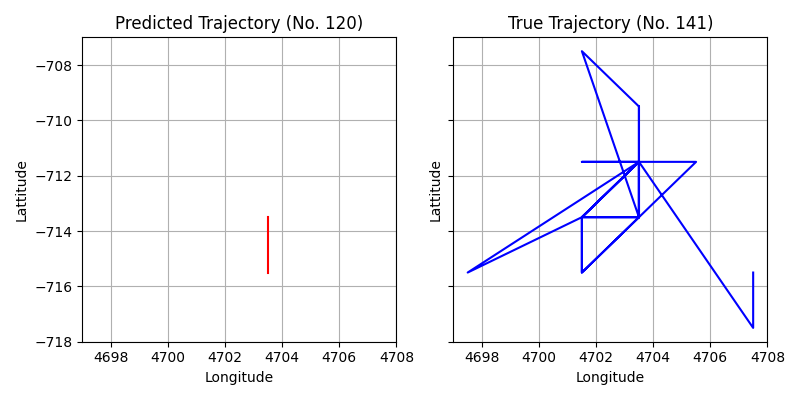 Predicted Trajectory (No. 120)
True Trajectory (No. 141)
−708
−710
−712
−714
−716
−718
Lattitude
Lattitude
4698 4700 4702 4704 4706 4708
4698 4700 4702 4704 4706 4708
Longitude
Longitude